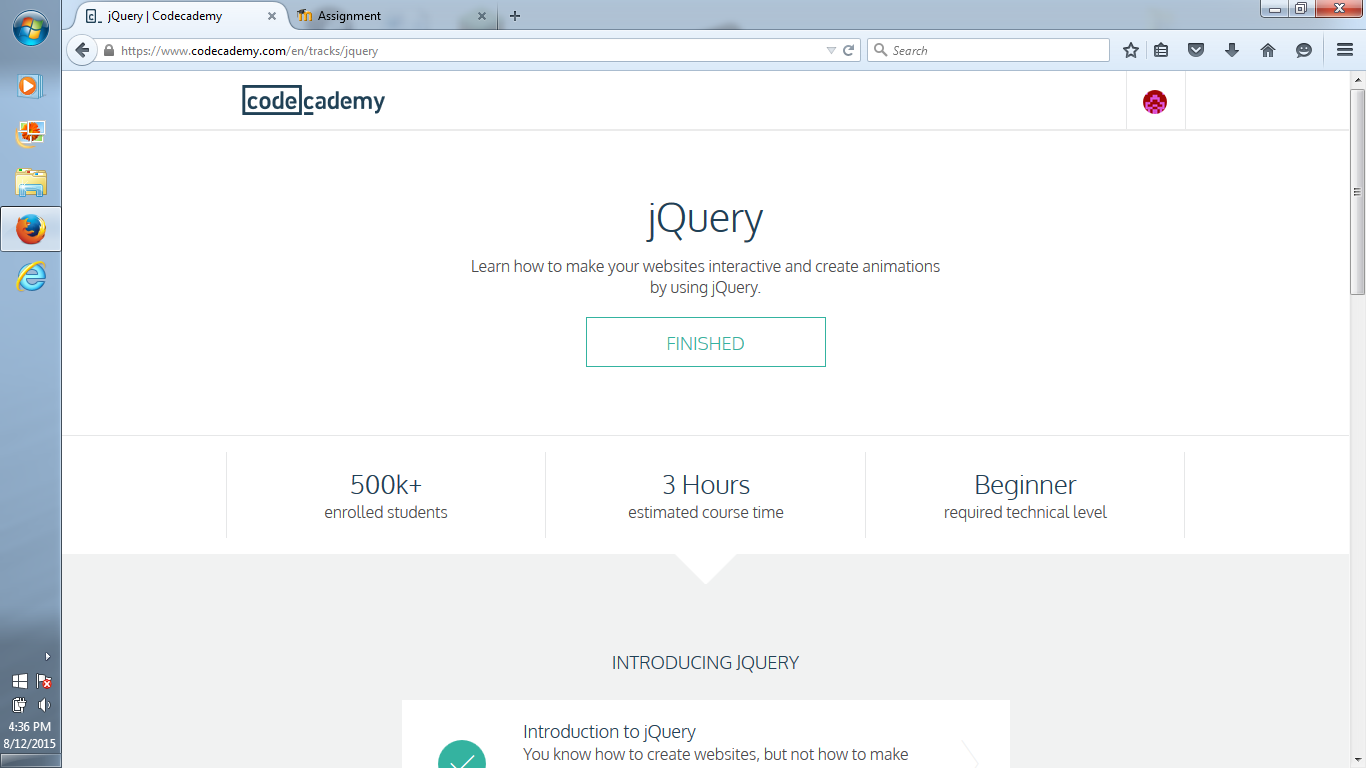 jQuery | Codecademy
Assignment
https://www.codecademy.com/en/tracks/jquery
Search
codecademy
jQuery
Learn how to make your websites interactive and create animations
by using jQuery.
FINISHED
500k+
enrolled students
3 Hours
estimated course time
Beginner
required technical level
INTRODUCING JQUERY
Introduction to jQuery
You know how to create websites, but not how to make
4:36 PM
8/12/2015